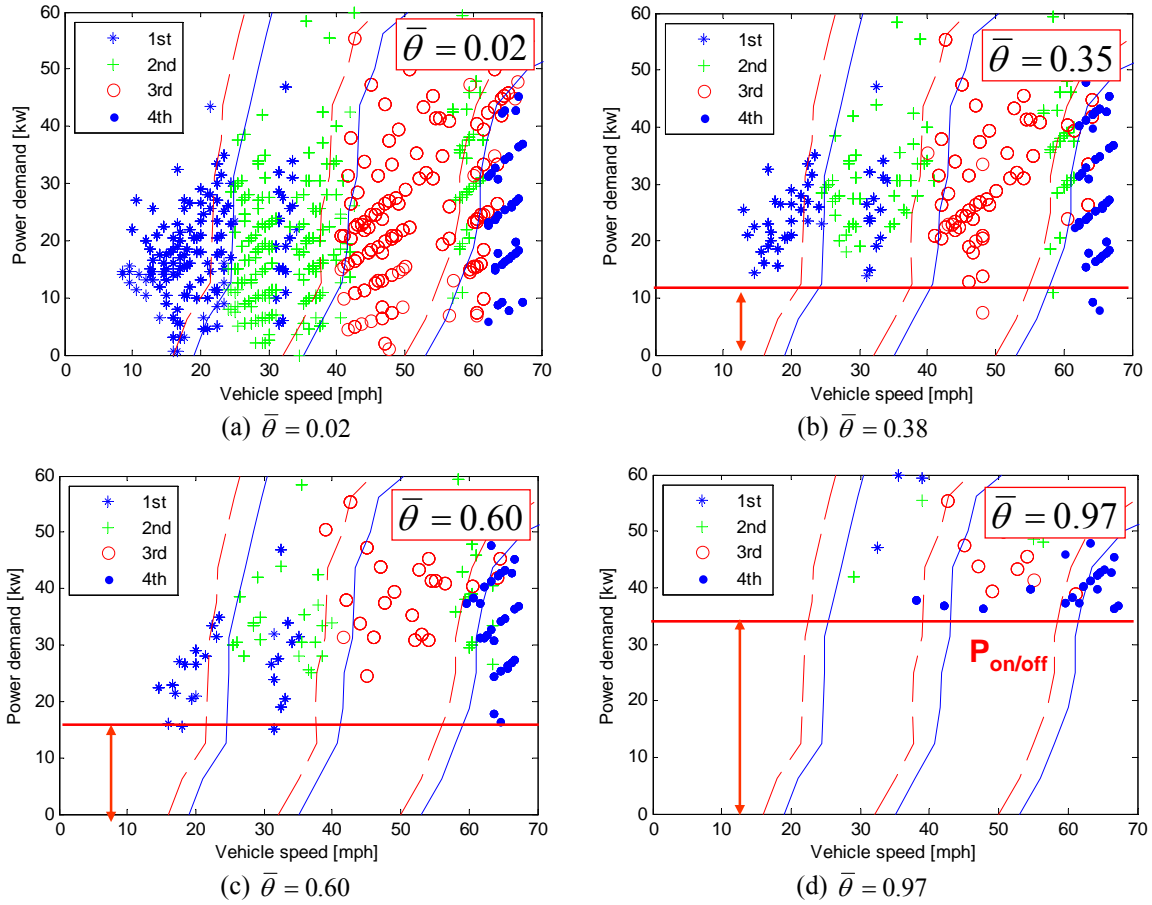 60
50
40
30
20
10
0
Power demand [kw]
1st
2nd
3rd
4th
θ̅ = 0.02
0 10 20 30 40 50 60 70
Vehicle speed [mph]
(a) θ̅ = 0.02
60
50
40
30
20
10
0
Power demand [kw]
1st
2nd
3rd
4th
θ̅ = 0.35
0 10 20 30 40 50 60 70
Vehicle speed [mph]
(b) θ̅ = 0.38
60
50
40
30
20
10
0
Power demand [kw]
1st
2nd
3rd
4th
θ̅ = 0.60
0 10 20 30 40 50 60 70
Vehicle speed [mph]
(c) θ̅ = 0.60
60
50
40
30
20
10
0
Power demand [kw]
1st
2nd
3rd
4th
θ̅ = 0.97
P on/off
0 10 20 30 40 50 60 70
Vehicle speed [mph]
(d) θ̅ = 0.97